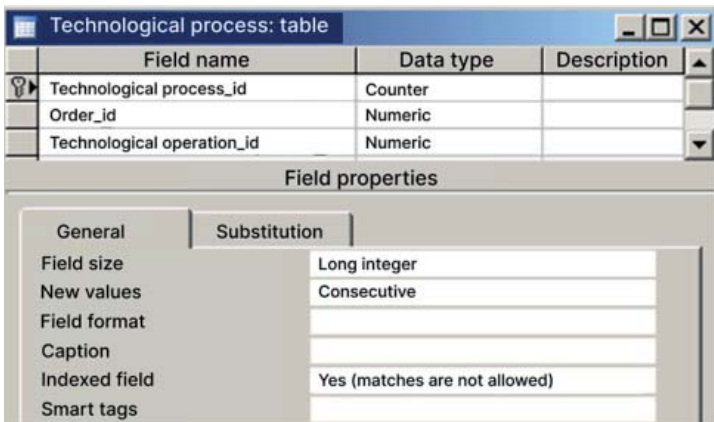 Technological process: table
Field name Data type Description
Technological process_id Counter
Order_id Numeric
Technological operation_id Numeric
Field properties
General Substitution
Field size Long integer
New values Consecutive
Field format
Caption
Indexed field Yes (matches are not allowed)
Smart tags